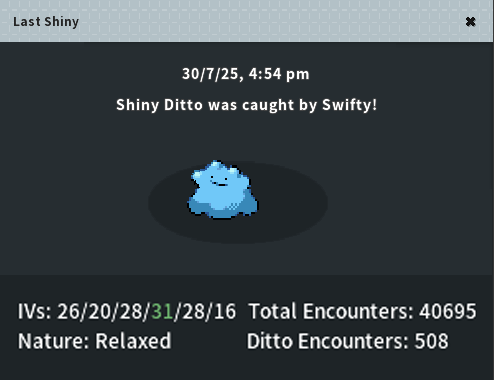 Last Shiny
30/7/25, 4:54 pm
Shiny Ditto was caught by Swifty!
IVs: 26/20/28/31/28/16 Total Encounters: 40695
Nature: Relaxed Ditto Encounters: 508